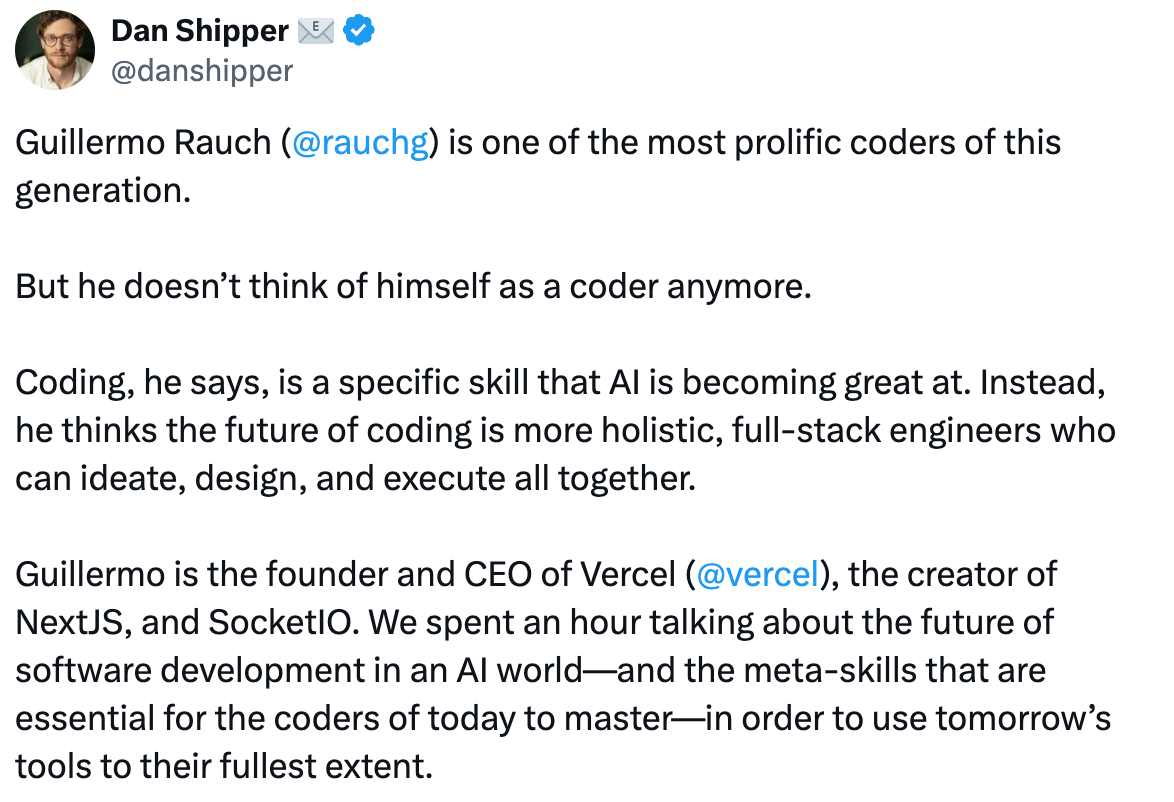 Dan Shipper
@danshipper
Guillermo Rauch (@rauchg) is one of the most prolific coders of this
generation.
But he doesn’t think of himself as a coder anymore.
Coding, he says, is a specific skill that AI is becoming great at. Instead,
he thinks the future of coding is more holistic, full-stack engineers who
can ideate, design, and execute all together.
Guillermo is the founder and CEO of Vercel (@vercel), the creator of
NextJS, and SocketIO. We spent an hour talking about the future of
software development in an AI world—and the meta-skills that are
essential for the coders of today to master—in order to use tomorrow’s
tools to their fullest extent.